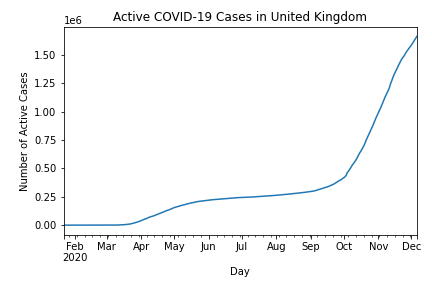 Active COVID-19 Cases in United Kingdom
1e6
1.50
1.25
1.00
0.75
0.50
0.25
0.00
Number of Active Cases
Feb Mar Apr May Jun Jul Aug Sep Oct Nov Dec
2020
Day